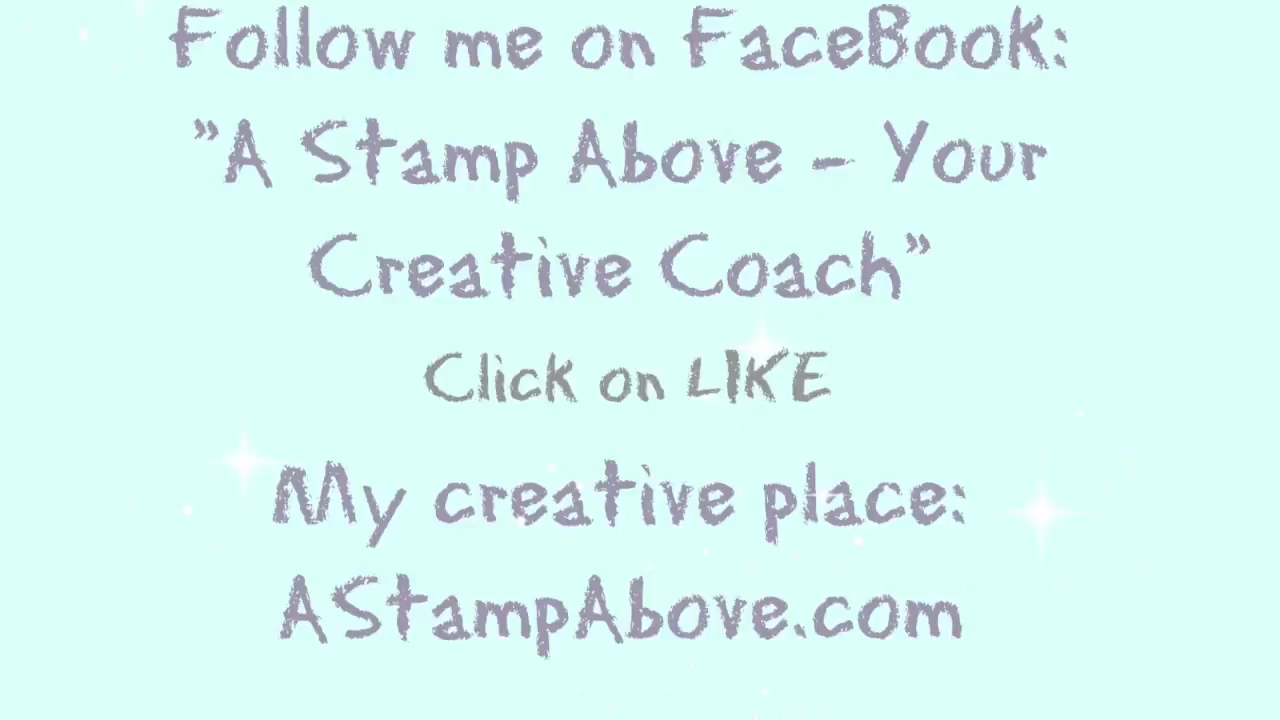 Follow me on FaceBook:
"A Stamp Above - Your
Creative Coach"
Click on LIKE
My creative place:
AStampAbove.com